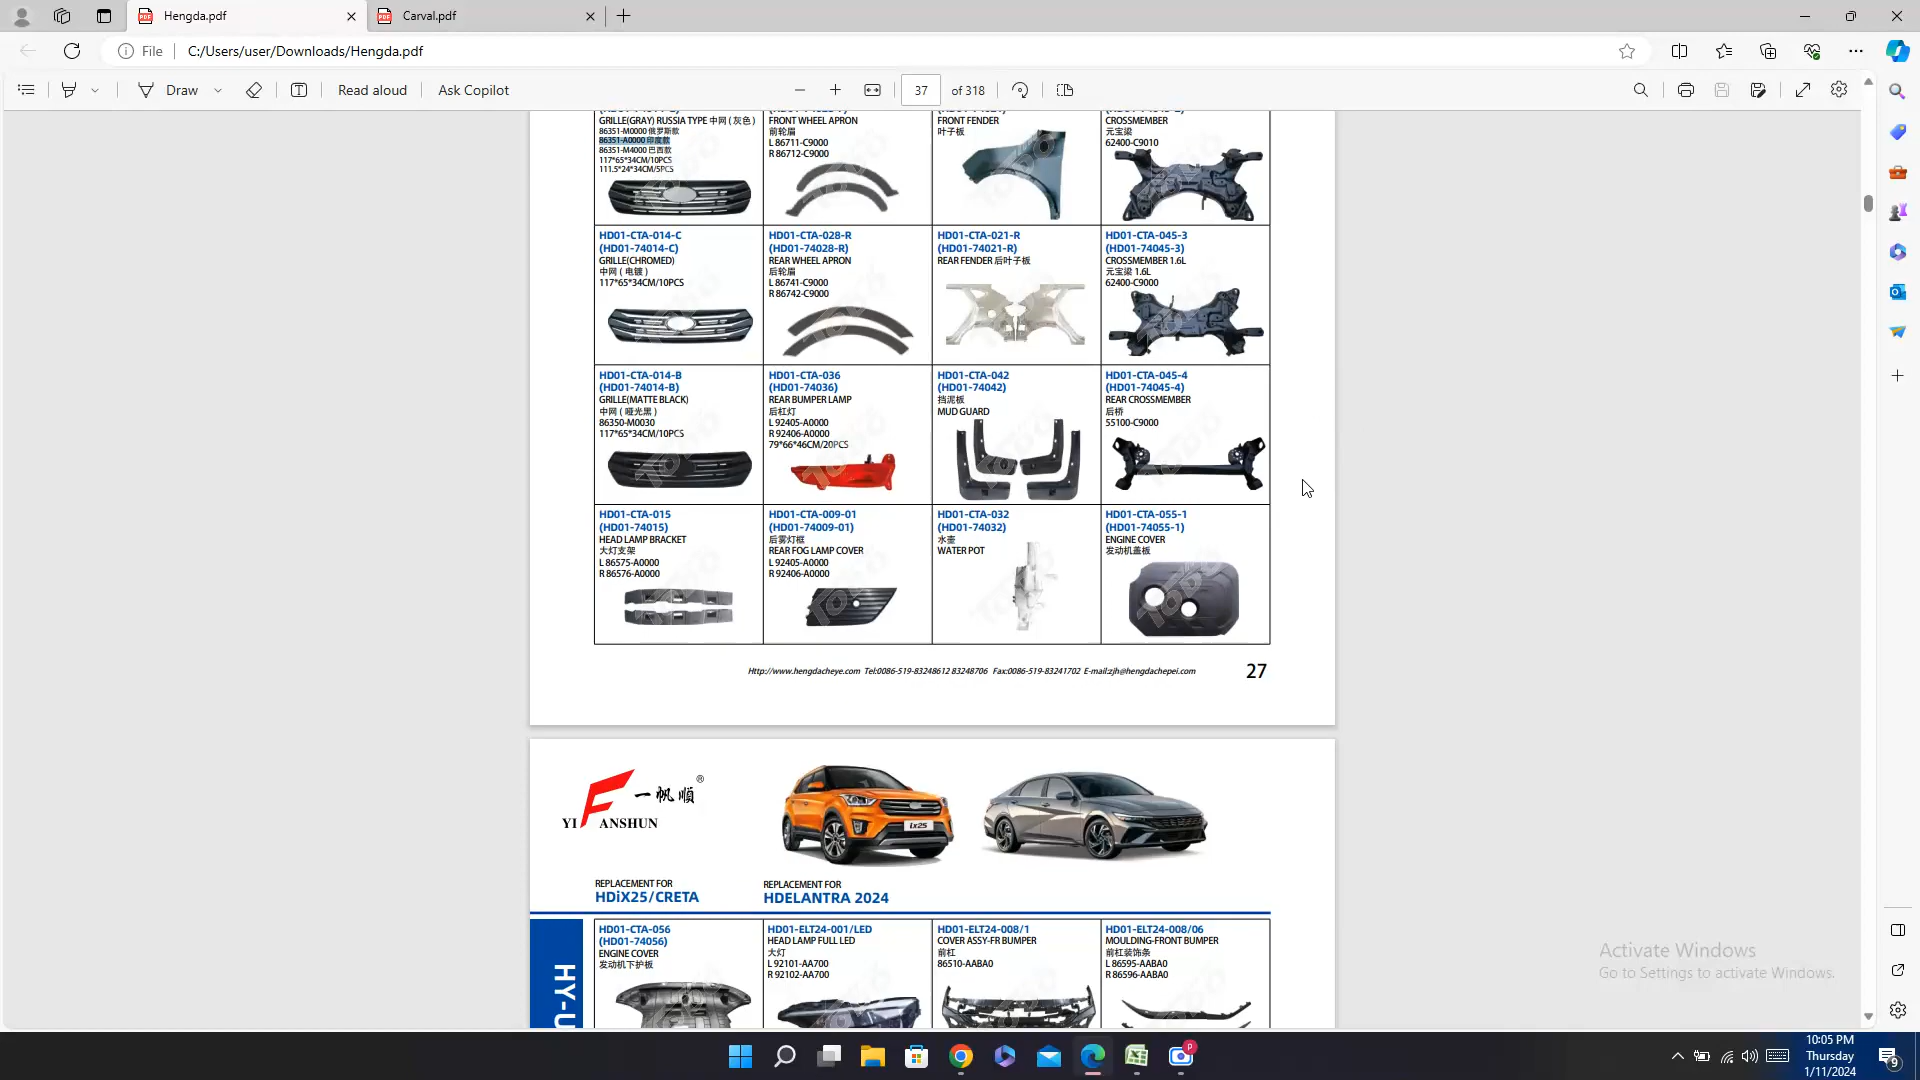 Hengda.pdf
Carval.pdf
File
C:/Users/user/Downloads/Hengda.pdf
Draw
Read aloud
Ask Copilot
37
of 318
GRILLE(GRAY) RUSSIA TYPE 中网 ( 灰色 )
86351-M0000 俄罗斯款
86351-A0000 印度款
86351-M4000 巴西款
117*65*34CM/10PCS
111.5*24*34CM/5PCS
FRONT WHEEL APRON
前轮眉
L 86711-C9000
R 86712-C9000
FRONT FENDER
叶子板
CROSSMEMBER
元宝梁
62400-C9010
HD01-CTA-014-C
(HD01-74014-C)
GRILLE(CHROMED)
中网 ( 电镀 )
117*65*34CM/10PCS
HD01-CTA-028-R
(HD01-74028-R)
REAR WHEEL APRON
后轮眉
L 86741-C9000
R 86742-C9000
HD01-CTA-021-R
(HD01-74021-R)
REAR FENDER 后叶子板
HD01-CTA-045-3
(HD01-74045-3)
CROSSMEMBER 1.6L
元宝梁 1.6L
62400-C9000
HD01-CTA-014-B
(HD01-74014-B)
GRILLE(MATTE BLACK)
中网 ( 哑光黑 )
86350-M0030
117*65*34CM/10PCS
HD01-CTA-036
(HD01-74036)
REAR BUMPER LAMP
后杠灯
L 92405-A0000
R 92406-A0000
79*66*46CM/20PCS
HD01-CTA-042
(HD01-74042)
挡泥板
MUD GUARD
HD01-CTA-045-4
(HD01-74045-4)
REAR CROSSMEMBER
后桥
55100-C9000
HD01-CTA-015
(HD01-74015)
HEAD LAMP BRACKET
大灯支架
L 86575-A0000
R 86576-A0000
HD01-CTA-009-01
(HD01-74009-01)
后雾灯框
REAR FOG LAMP COVER
L 92405-A0000
R 92406-A0000
HD01-CTA-032
(HD01-74032)
水壶
WATER POT
HD01-CTA-055-1
(HD01-74055-1)
ENGINE COVER
发动机盖板
Http://www.hengdacheye.com Tel:0086-519-83248612 83248706 Fax:0086-519-83241702 E-mail:zjh@hengdachepei.com
27
一帆順 ®
YI FANSHUN
ix25
REPLACEMENT FOR
HDiX25/CRETA
REPLACEMENT FOR
HDELANTRA 2024
HY-U
HD01-CTA-056
(HD01-74056)
ENGINE COVER
发动机下护板
HD01-ELT24-001/LED
HEAD LAMP FULL LED
大灯
L 92101-AA700
R 92102-AA700
HD01-ELT24-008/1
COVER ASSY-FR BUMPER
前杠
86510-AABA0
HD01-ELT24-008/06
MOULDING-FRONT BUMPER
前杠装饰条
L 86595-AABA0
R 86596-AABA0
Activate Windows
Go to Settings to activate Windows.
10:05 PM
Thursday
1/11/2024
9